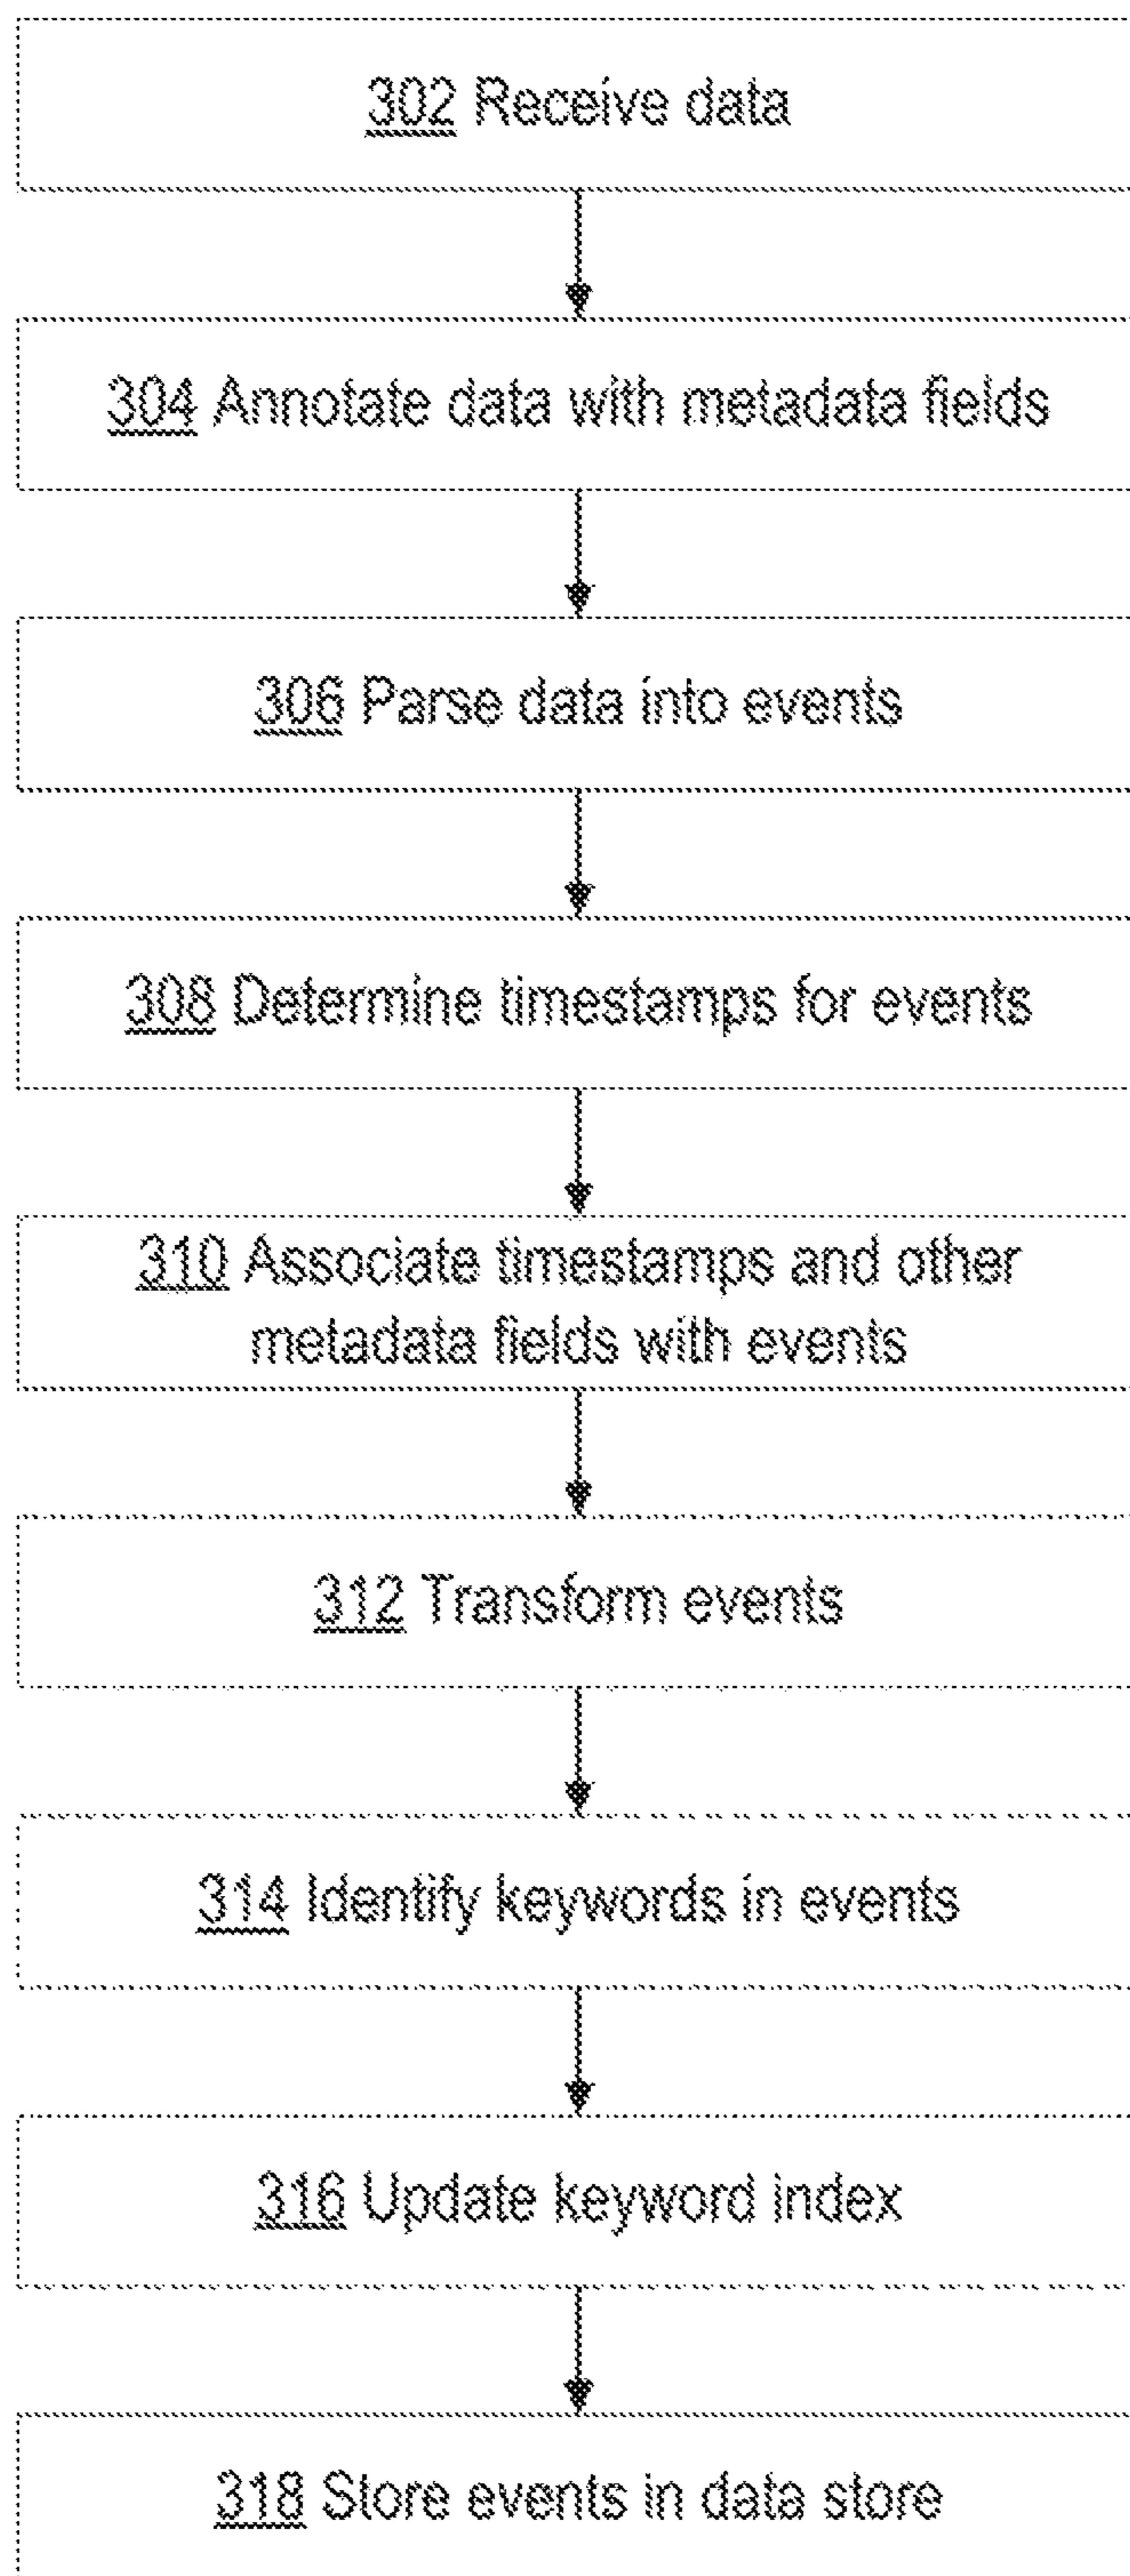 302 Receive data
304 Annotate data with metadata fields
306 Parse data into events
308 Determine timestamps for events
310 Associate timestamps and other
metadata fields with events
312 Transform events
314 Identify keywords in events
316 Update keyword index
318 Store events in data store